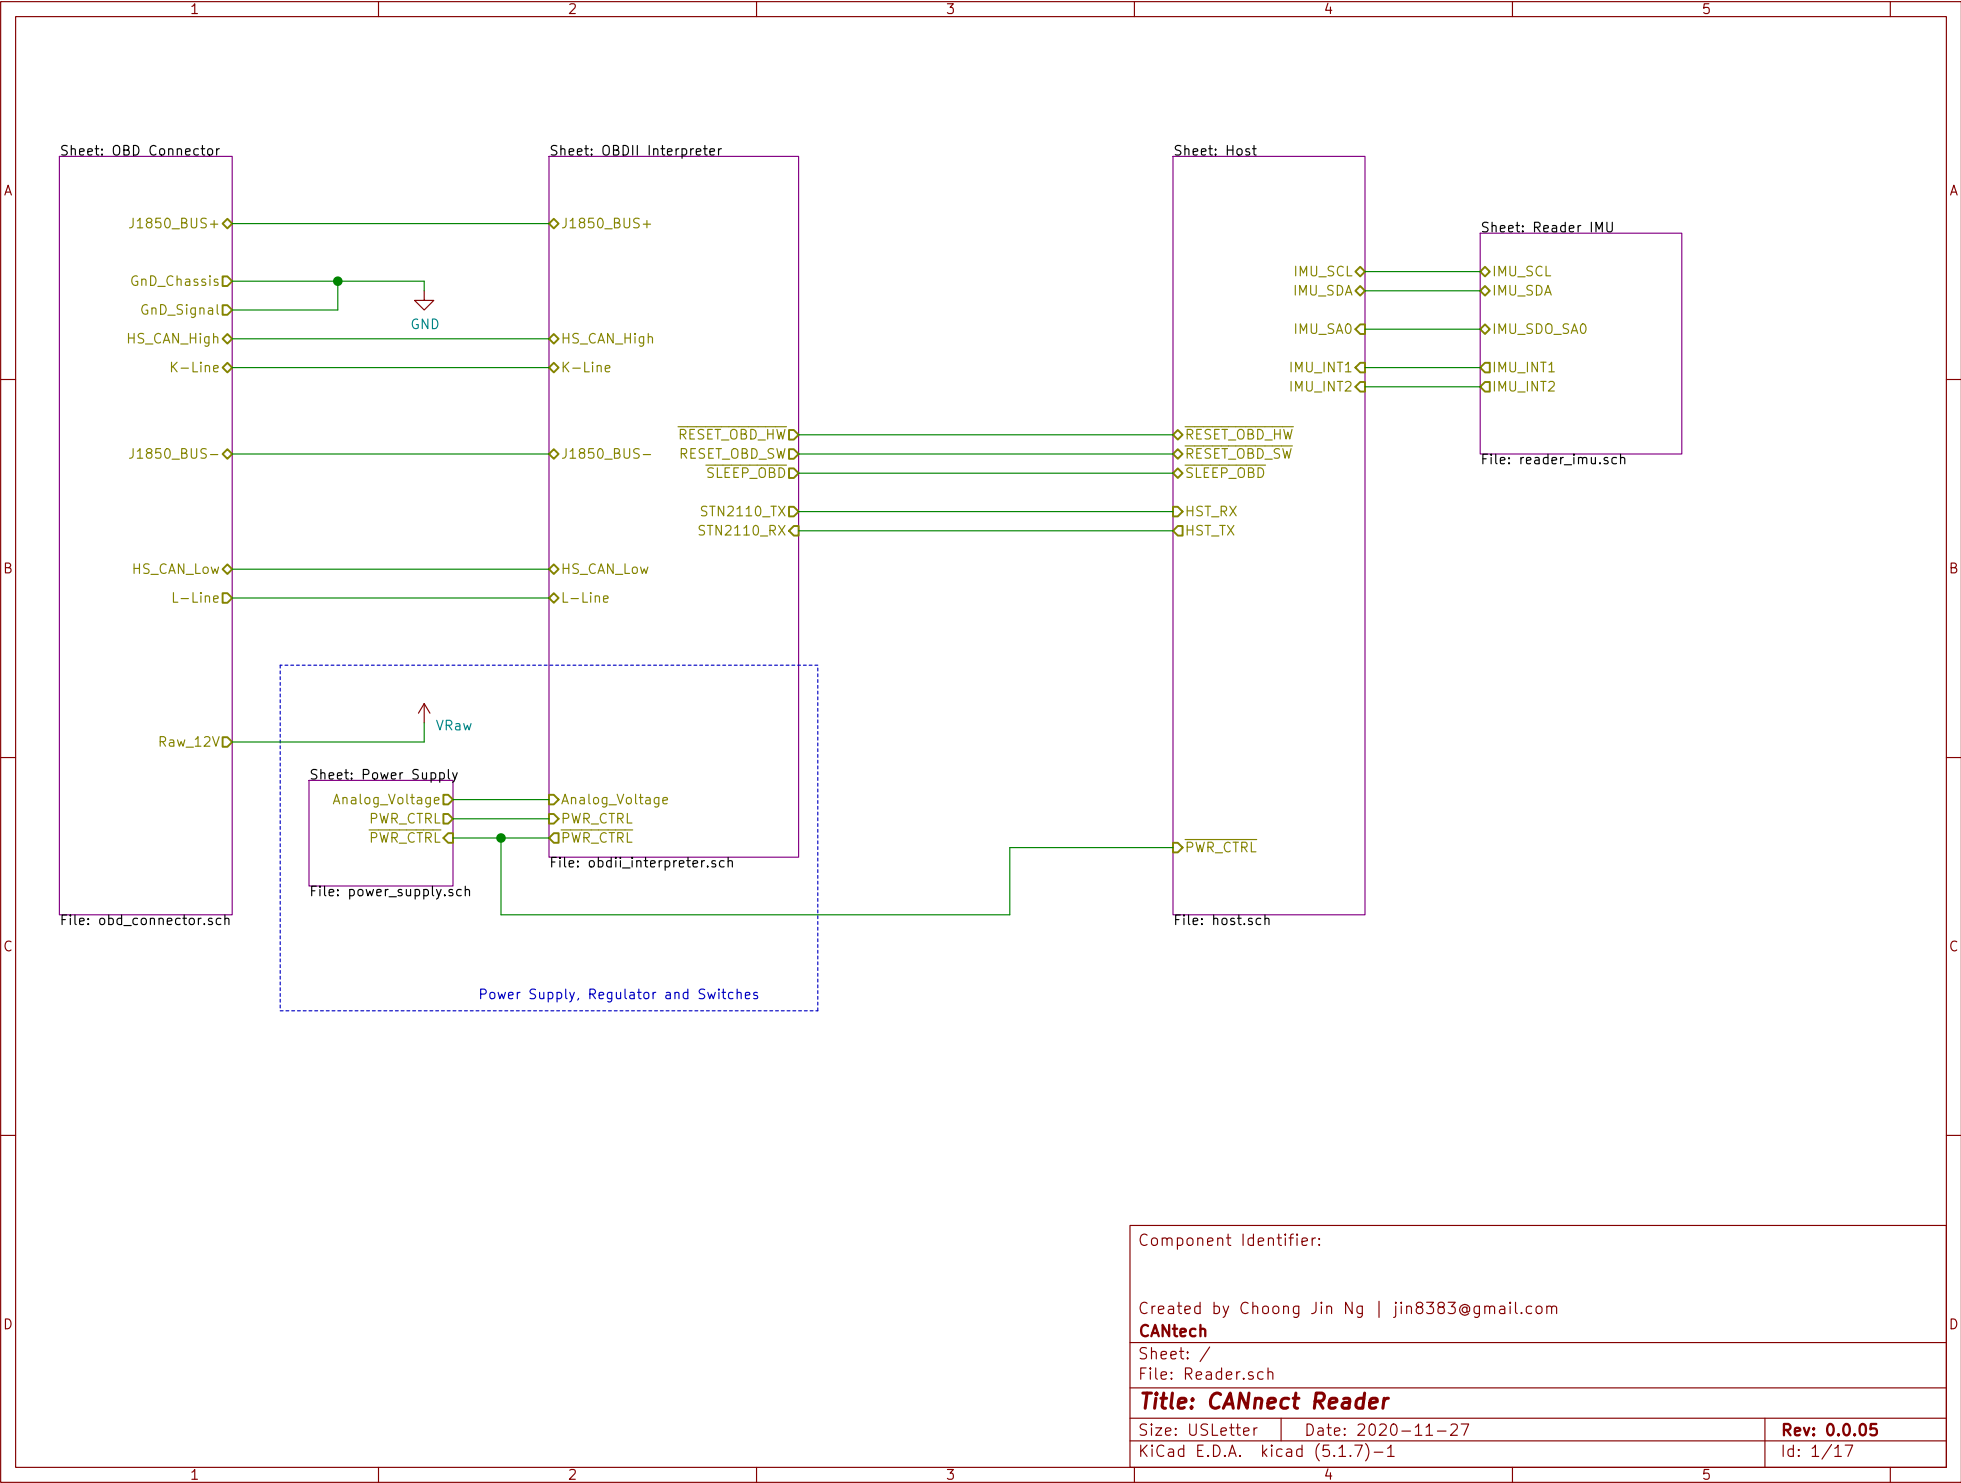 1 2 3 4 5
A A
B B
C C
D D
1 2 3 4 5
Sheet: OBD Connector
J1850_BUS+
GnD_Chassis
GnD_Signal
HS_CAN_High
K-Line
J1850_BUS-
HS_CAN_Low
L-Line
Raw_12V
File: obd_connector.sch
GND
VRaw
Sheet: OBDII Interpreter
J1850_BUS+
HS_CAN_High
K-Line
RESET_OBD_HW
J1850_BUS-
RESET_OBD_SW
SLEEP_OBD
STN2110_TX
STN2110_RX
HS_CAN_Low
L-Line
Analog_Voltage
PWR_CTRL
PWR_CTRL
File: obdii_interpreter.sch
Sheet: Power Supply
Analog_Voltage
PWR_CTRL
PWR_CTRL
File: power_supply.sch
Power Supply, Regulator and Switches
Sheet: Host
IMU_SCL
IMU_SDA
IMU_SA0
IMU_INT1
IMU_INT2
RESET_OBD_HW
RESET_OBD_SW
SLEEP_OBD
HST_RX
HST_TX
PWR_CTRL
File: host.sch
Sheet: Reader IMU
IMU_SCL
IMU_SDA
IMU_SDO_SA0
IMU_INT1
IMU_INT2
File: reader_imu.sch
Component Identifier:
Created by Choong Jin Ng | jin8383@gmail.com
CANtech
Sheet: /
File: Reader.sch
Title: CANnect Reader
Size: USLetter Date: 2020-11-27 Rev: 0.0.05
KiCad E.D.A. kicad (5.1.7)-1 Id: 1/17